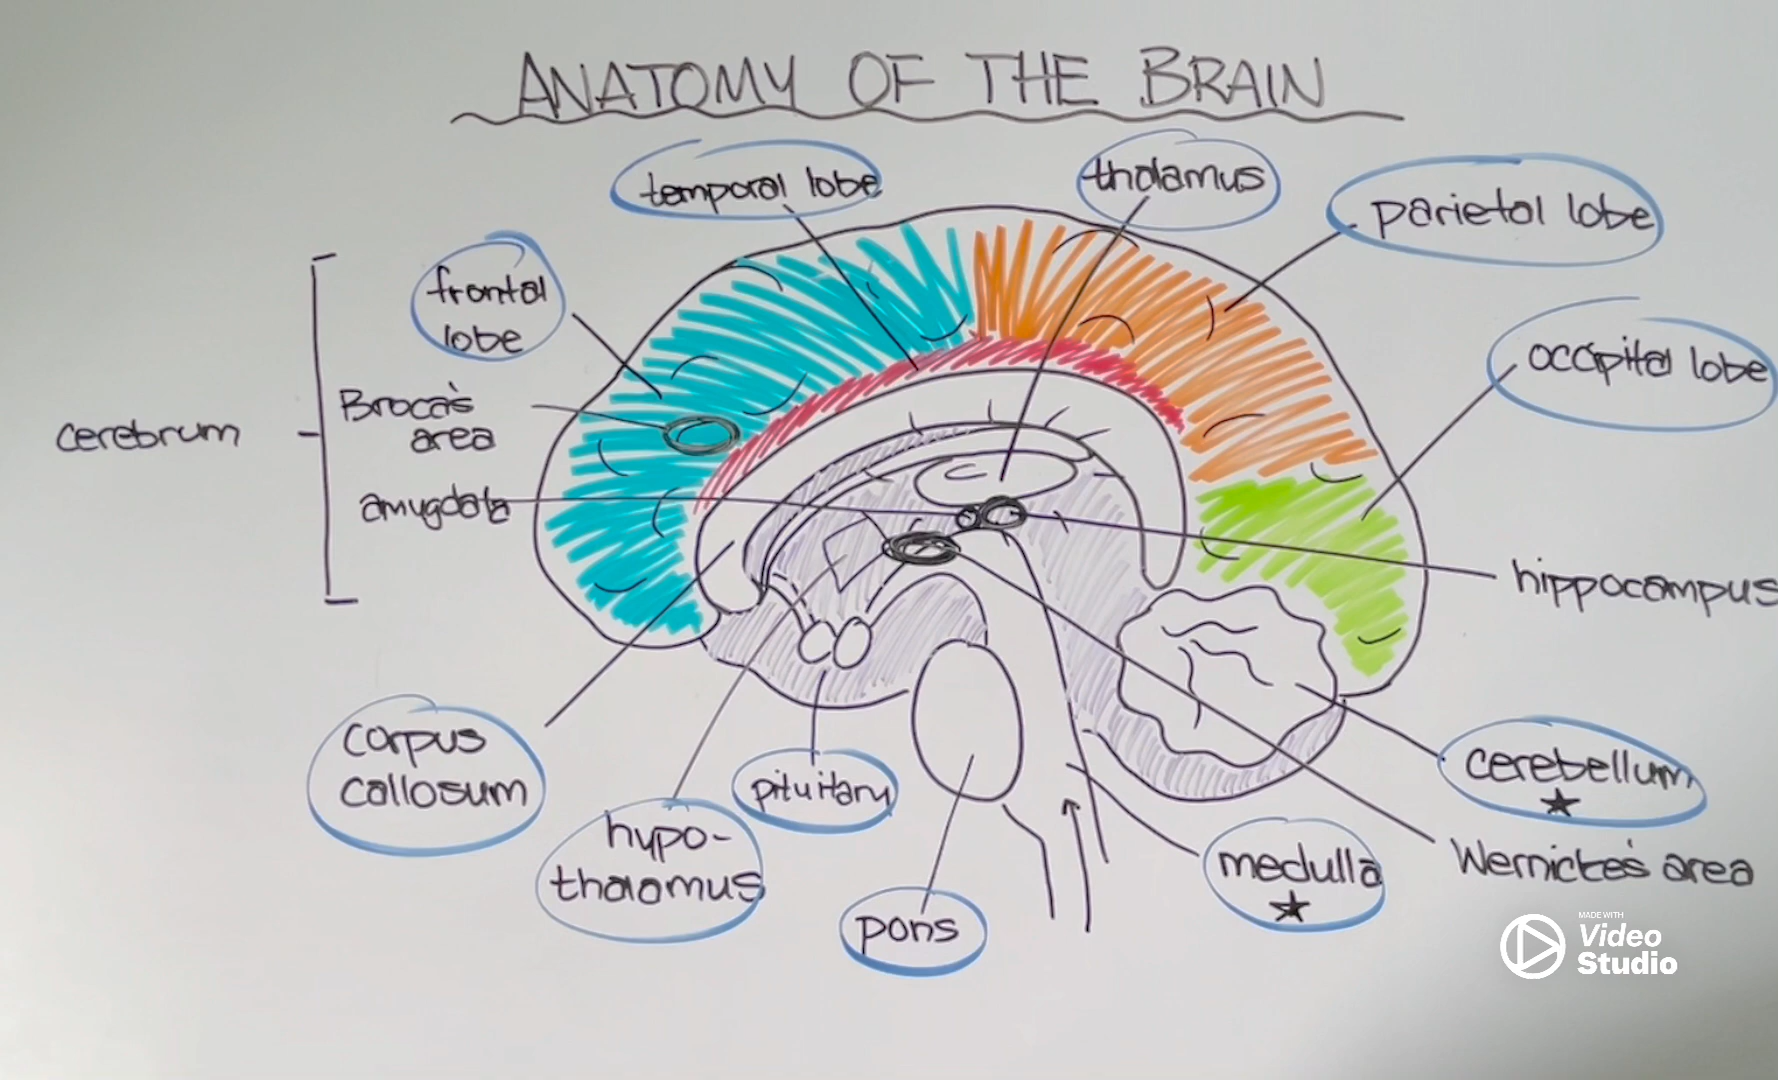 ANATOMY OF THE BRAIN
temporal lobe
thalamus
parietal lobe
frontal
lobe
occipital lobe
Broca's
area
cerebrum
amygdala
hippocampus
corpus
callosum
pituitary
cerebellum
hypo-
thalamus
medulla
Wernicke's area
pons
MADE WITH
Video
Studio